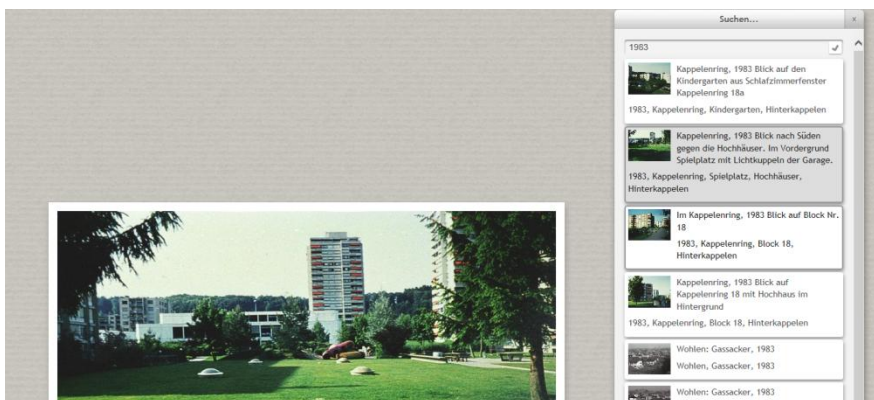 Suchen...
×
1983
Kappelenring, 1983 Blick auf den
Kindergarten aus Schlafzimmerfenster
Kappelenring 18a
1983, Kappelenring, Kindergarten, Hinterkappelen
Kappelenring, 1983 Blick nach Süden
gegen die Hochhäuser. Im Vordergrund
Spielplatz mit Lichtkuppeln der Garage.
1983, Kappelenring, Spielplatz, Hochhäuser,
Hinterkappelen
Im Kappelenring, 1983 Blick auf Block Nr.
18
1983, Kappelenring, Block 18,
Hinterkappelen
Kappelenring, 1983 Blick auf
Kappelenring 18 mit Hochhaus im
Hintergrund
1983, Kappelenring, Block 18, Hinterkappelen
Wohlen: Gassacker, 1983
Wohlen, Gassacker, 1983
Wohlen: Gassacker, 1983